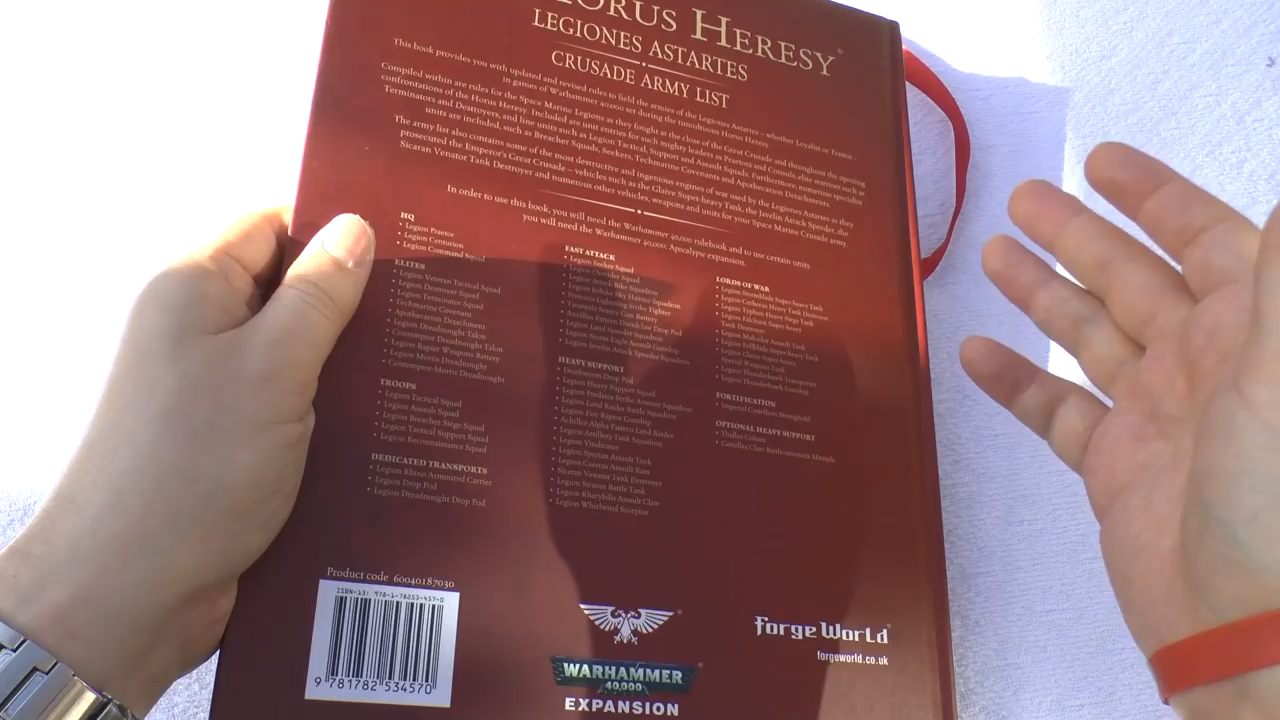 HORUS HERESY
LEGIONES ASTARTES
CRUSADE ARMY LIST
This book provides you with updated and revised rules to field the armies of the Legiones Astartes – whether Loyalist or Traitor –
in games of Warhammer 40,000 set during the tumultuous Horus Heresy.
Compiled within are rules for the Space Marine Legions as they fought at the close of the Great Crusade and throughout the opening
confrontations of the Horus Heresy. Included are unit entries for such mighty leaders as Praetors and Consuls, elite warriors such as
Terminators and Destroyers, and line units such as Legion Tactical, Support and Assault Squads. Furthermore, numerous specialist
units are included, such as Breacher Squads, Seekers, Techmarine Covenants and Apothecarion Detachments.
The army list also contains some of the most destructive and ingenious engines of war used by the Legiones Astartes as they
prosecuted the Emperor's Great Crusade – vehicles such as the Glaive Super-heavy Tank, the Javelin Attack Speeder, the
Sicaran Venator Tank Destroyer and numerous other vehicles, weapons and units for your Space Marine Crusade army.
In order to use this book, you will need the Warhammer 40,000 rulebook and to use certain units
you will need the Warhammer 40,000: Apocalypse expansion.
HQ
• Legion Praetor
• Legion Centurion
• Legion Command Squad
ELITES
• Legion Veteran Tactical Squad
• Legion Destroyer Squad
• Legion Terminator Squad
• Techmarine Covenant
• Apothecarion Detachment
• Legion Dreadnought Talon
• Contemptor Dreadnought Talon
• Legion Rapier Weapons Battery
• Legion Mortis Dreadnought
• Contemptor-Mortis Dreadnought
TROOPS
• Legion Tactical Squad
• Legion Assault Squad
• Legion Breacher Siege Squad
• Legion Tactical Support Squad
• Legion Reconnaissance Squad
DEDICATED TRANSPORTS
• Legion Rhino Armoured Carrier
• Legion Drop Pod
• Legion Dreadnought Drop Pod
FAST ATTACK
• Legion Seeker Squad
• Legion Outrider Squad
• Legion Attack Bike Squadron
• Legion Jetbike Sky Hunter Squadron
• Primaris Lightning Strike Fighter
• Tarantula Sentry Gun Battery
• Anvillus Pattern Dreadclaw Drop Pod
• Legion Land Speeder Squadron
• Legion Storm Eagle Assault Gunship
• Legion Javelin Attack Speeder Squadron
HEAVY SUPPORT
• Deathstorm Drop Pod
• Legion Heavy Support Squad
• Legion Predator Strike Armour Squadron
• Legion Land Raider Battle Squadron
• Legion Fire Raptor Gunship
• Achilles-Alpha Pattern Land Raider
• Legion Artillery Tank Squadron
• Legion Vindicator
• Legion Spartan Assault Tank
• Legion Caestus Assault Ram
• Sicaran Venator Tank Destroyer
• Legion Sicaran Battle Tank
• Legion Kharybdis Assault Claw
• Legion Whirlwind Scorpius
LORDS OF WAR
• Legion Stormblade Super-heavy Tank
• Legion Cerberus Heavy Tank Destroyer
• Legion Typhon Heavy Siege Tank
• Legion Falchion Super-heavy
Tank Destroyer
• Legion Malcador Assault Tank
• Legion Fellblade Super-heavy Tank
• Legion Glaive Super-heavy
Special Weapons Tank
• Legion Thunderhawk Transporter
• Legion Thunderhawk Gunship
FORTIFICATION
• Imperial Castellum Stronghold
OPTIONAL HEAVY SUPPORT
• Thallax Cohort
• Castellax Class Battle-automata Maniple
Product code 60040187030
ISBN-13: 978-1-78253-457-0
9 781782 534570
WARHAMMER
40,000
EXPANSION
Forge World
forgeworld.co.uk